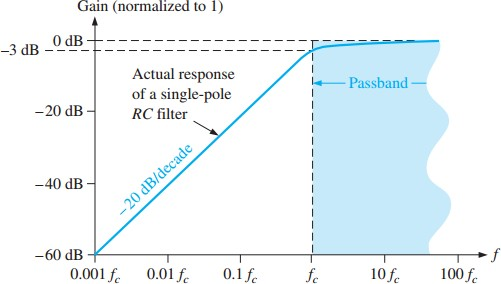 Gain (normalized to 1)
0 dB
–3 dB
Actual response
of a single-pole
RC filter
Passband
–20 dB
–20 dB/decade
–40 dB
–60 dB
f
0.001 fc 0.01 fc 0.1 fc fc 10 fc 100 fc